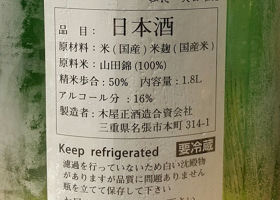 品 目： 日本酒
原材料：米（国産）米麹（国産米）
原料米：山田錦(100%)
精米歩合：50% 内容量：1.8L
アルコール分 ：16%
製造者：木屋正酒造合資会社
三重県名張市本町 314-1
Keep refrigerated 要冷蔵
濾過を行っていないため白い沈殿物
がありますが品質に問題ありません
瓶を立てて保存して下さい